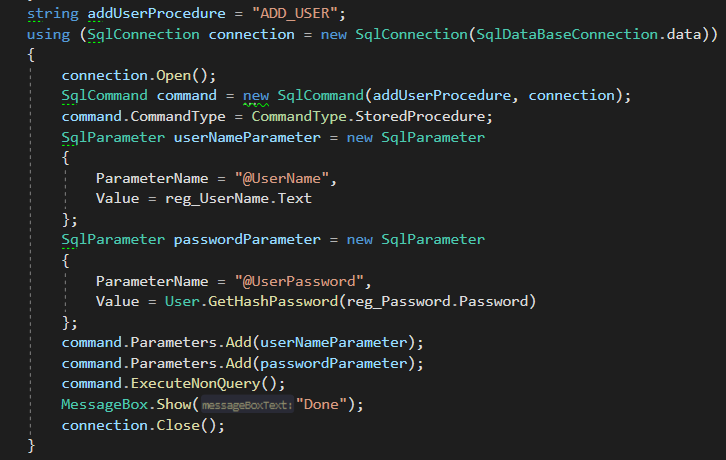 string addUserProcedure = "ADD_USER";
using (SqlConnection connection = new SqlConnection(SqlDataBaseConnection.data))
{
connection.Open();
SqlCommand command = new SqlCommand(addUserProcedure, connection);
command.CommandType = CommandType.StoredProcedure;
SqlParameter userNameParameter = new SqlParameter
{
ParameterName = "@UserName",
Value = reg_UserName.Text
};
SqlParameter passwordParameter = new SqlParameter
{
ParameterName = "@UserPassword",
Value = User.GetHashPassword(reg_Password.Password)
};
command.Parameters.Add(userNameParameter);
command.Parameters.Add(passwordParameter);
command.ExecuteNonQuery();
MessageBox.Show(messageBoxText: "Done");
connection.Close();
}